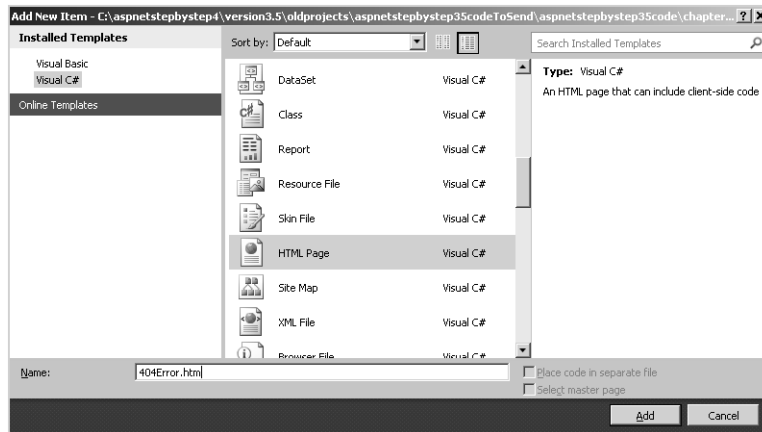 Add New Item - C:\aspnetstepbystep4\version3.5\oldprojects\aspnetstepbystep35codeToSend\aspnetstepbystep35code\chapter... ? X
Installed Templates
Visual Basic
Visual C#
Online Templates
Sort by: Default
Search Installed Templates
DataSet Visual C#
Class Visual C#
Report Visual C#
Resource File Visual C#
Skin File Visual C#
HTML Page Visual C#
Site Map Visual C#
XML File Visual C#
Browser File Visual C#
Type: Visual C#
An HTML page that can include client-side code
Name: 404Error.htm
Place code in separate file
Select master page
Add Cancel